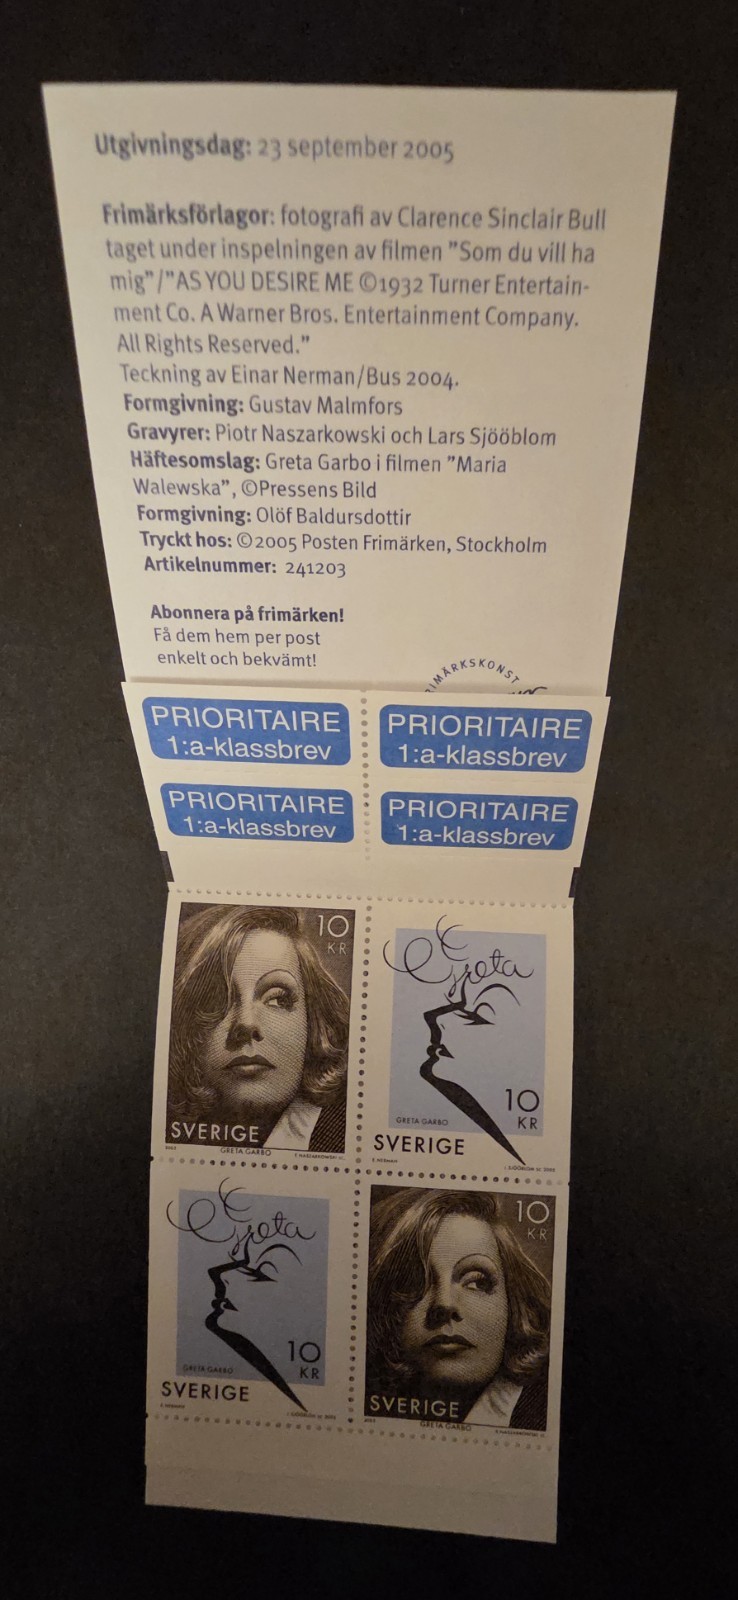 Utgivningsdag: 23 september 2005
Frimärksförlagor: fotografi av Clarence Sinclair Bull
taget under inspelningen av filmen ”Som du vill ha
mig”/”AS YOU DESIRE ME ©1932 Turner Entertain-
ment Co. A Warner Bros. Entertainment Company.
All Rights Reserved.”
Teckning av Einar Nerman/Bus 2004.
Formgivning: Gustav Malmfors
Gravyrer: Piotr Naszarkowski och Lars Sjööblom
Häftesomslag: Greta Garbo i filmen ”Maria
Walewska”, ©Pressens Bild
Formgivning: Olöf Baldursdottir
Tryckt hos: ©2005 Posten Frimärken, Stockholm
Artikelnummer: 241203
Abonnera på frimärken!
Få dem hem per post
enkelt och bekvämt!
RIMÄRKSKONST
PRIORITAIRE
1:a-klassbrev
PRIORITAIRE
1:a-klassbrev
PRIORITAIRE
1:a-klassbrev
PRIORITAIRE
1:a-klassbrev
10
KR
SVERIGE
GRETA GARBO
Greta
10
KR
GRETA GARBO
SVERIGE
E. NERMAN
Greta
10
KR
GRETA GARBO
SVERIGE
10
KR
SVERIGE
GRETA GARBO